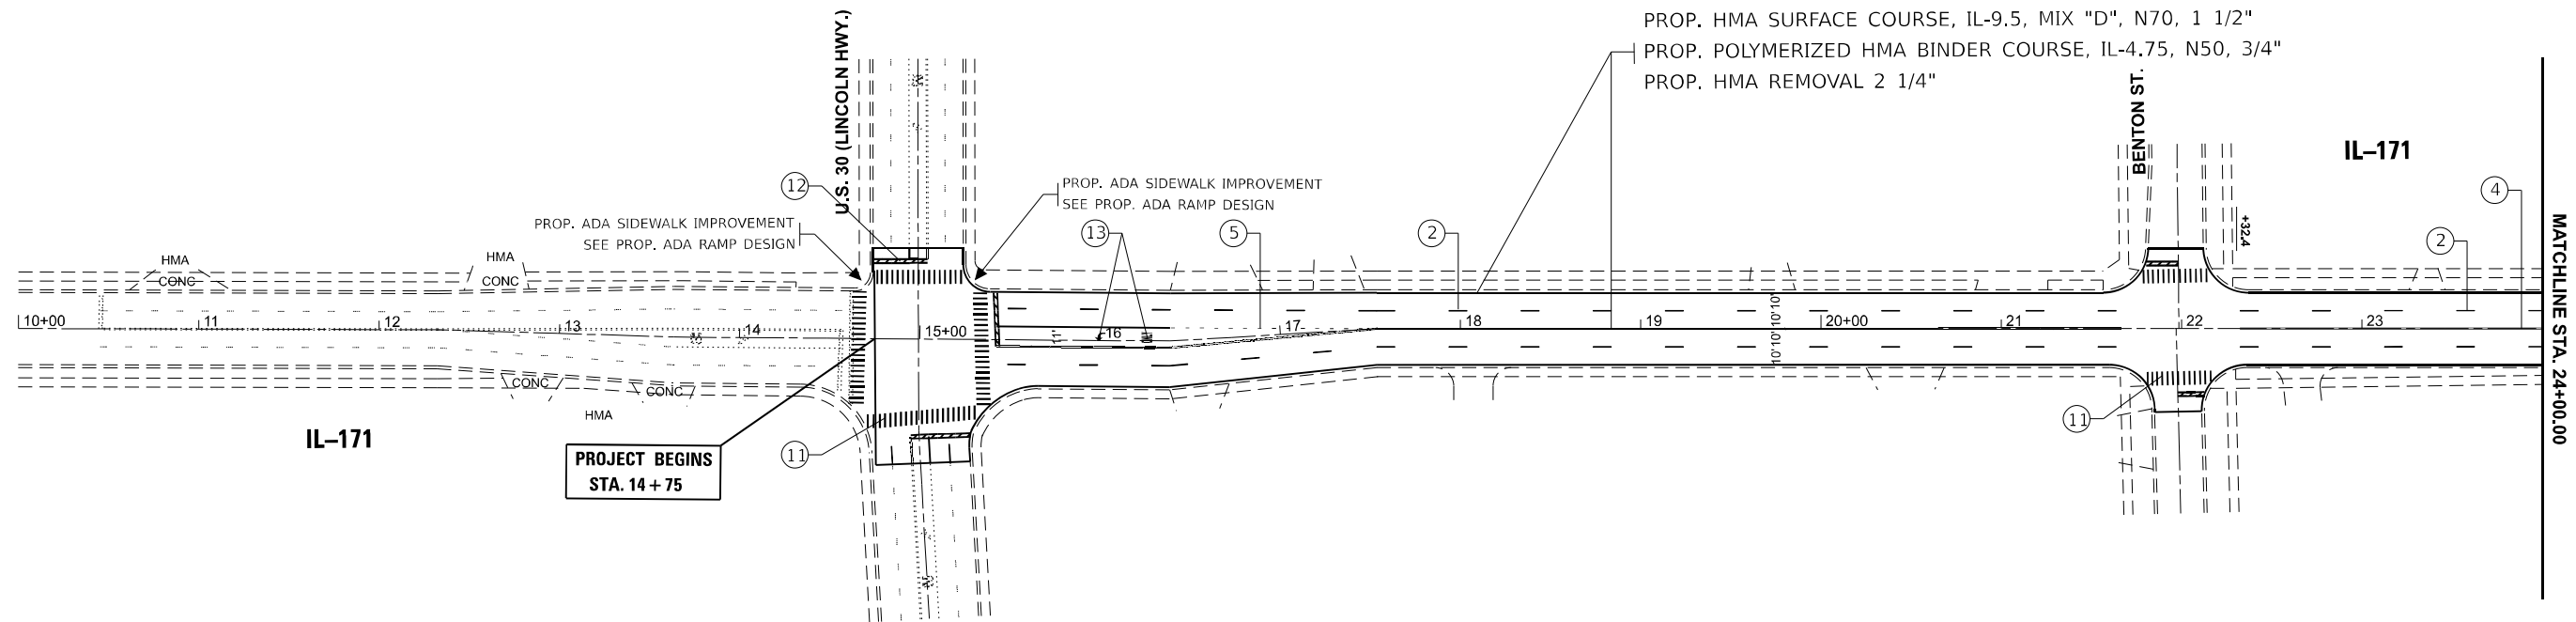 PROP. HMA SURFACE COURSE, IL-9.5, MIX "D", N70, 1 1/2"
PROP. POLYMERIZED HMA BINDER COURSE, IL-4.75, N50, 3/4"
PROP. HMA REMOVAL 2 1/4"
U.S. 30 (LINCOLN HWY.)
BENTON ST.
IL–171
12
PROP. ADA SIDEWALK IMPROVEMENT
SEE PROP. ADA RAMP DESIGN
PROP. ADA SIDEWALK IMPROVEMENT
SEE PROP. ADA RAMP DESIGN
13
5
2
+32.4
2
4
MATCHLINE STA. 24+00.00
HMA
CONC
HMA
CONC
10+00
11
12
13
14
15+00
11'
16
17
18
19
10' 10' 10' 10'
20+00
21
22
23
CONC
CONC
HMA
IL–171
PROJECT BEGINS
STA. 14+75
11
11